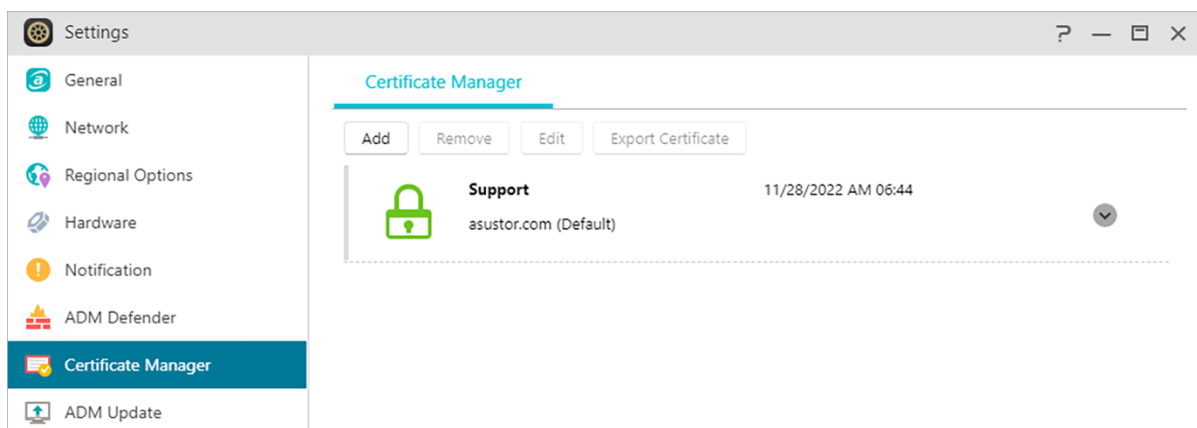 Settings
General
Network
Regional Options
Hardware
Notification
ADM Defender
Certificate Manager
ADM Update
Certificate Manager
Add Remove Edit Export Certificate
Support 11/28/2022 AM 06:44
asustor.com (Default)